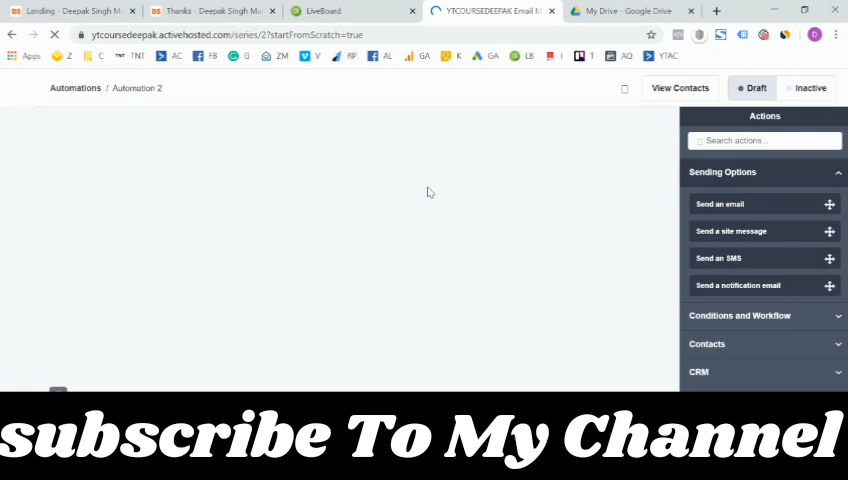 Landing - Deepak Singh Mar
Thanks - Deepak Singh Mar
LiveBoard
YTCOURSEDEEPAK Email M
My Drive - Google Drive
ytcoursedeepak.activehosted.com/series/2?startFromScratch=true
Apps Z C TNT TNT AC FB G ZM V RP AL GA K GA LB I T AQ YTAC
Automations / Automation 2
View Contacts
Draft
Inactive
Actions
Search actions...
Sending Options
Send an email
Send a site message
Send an SMS
Send a notification email
Conditions and Workflow
Contacts
CRM
subscribe To My Channel